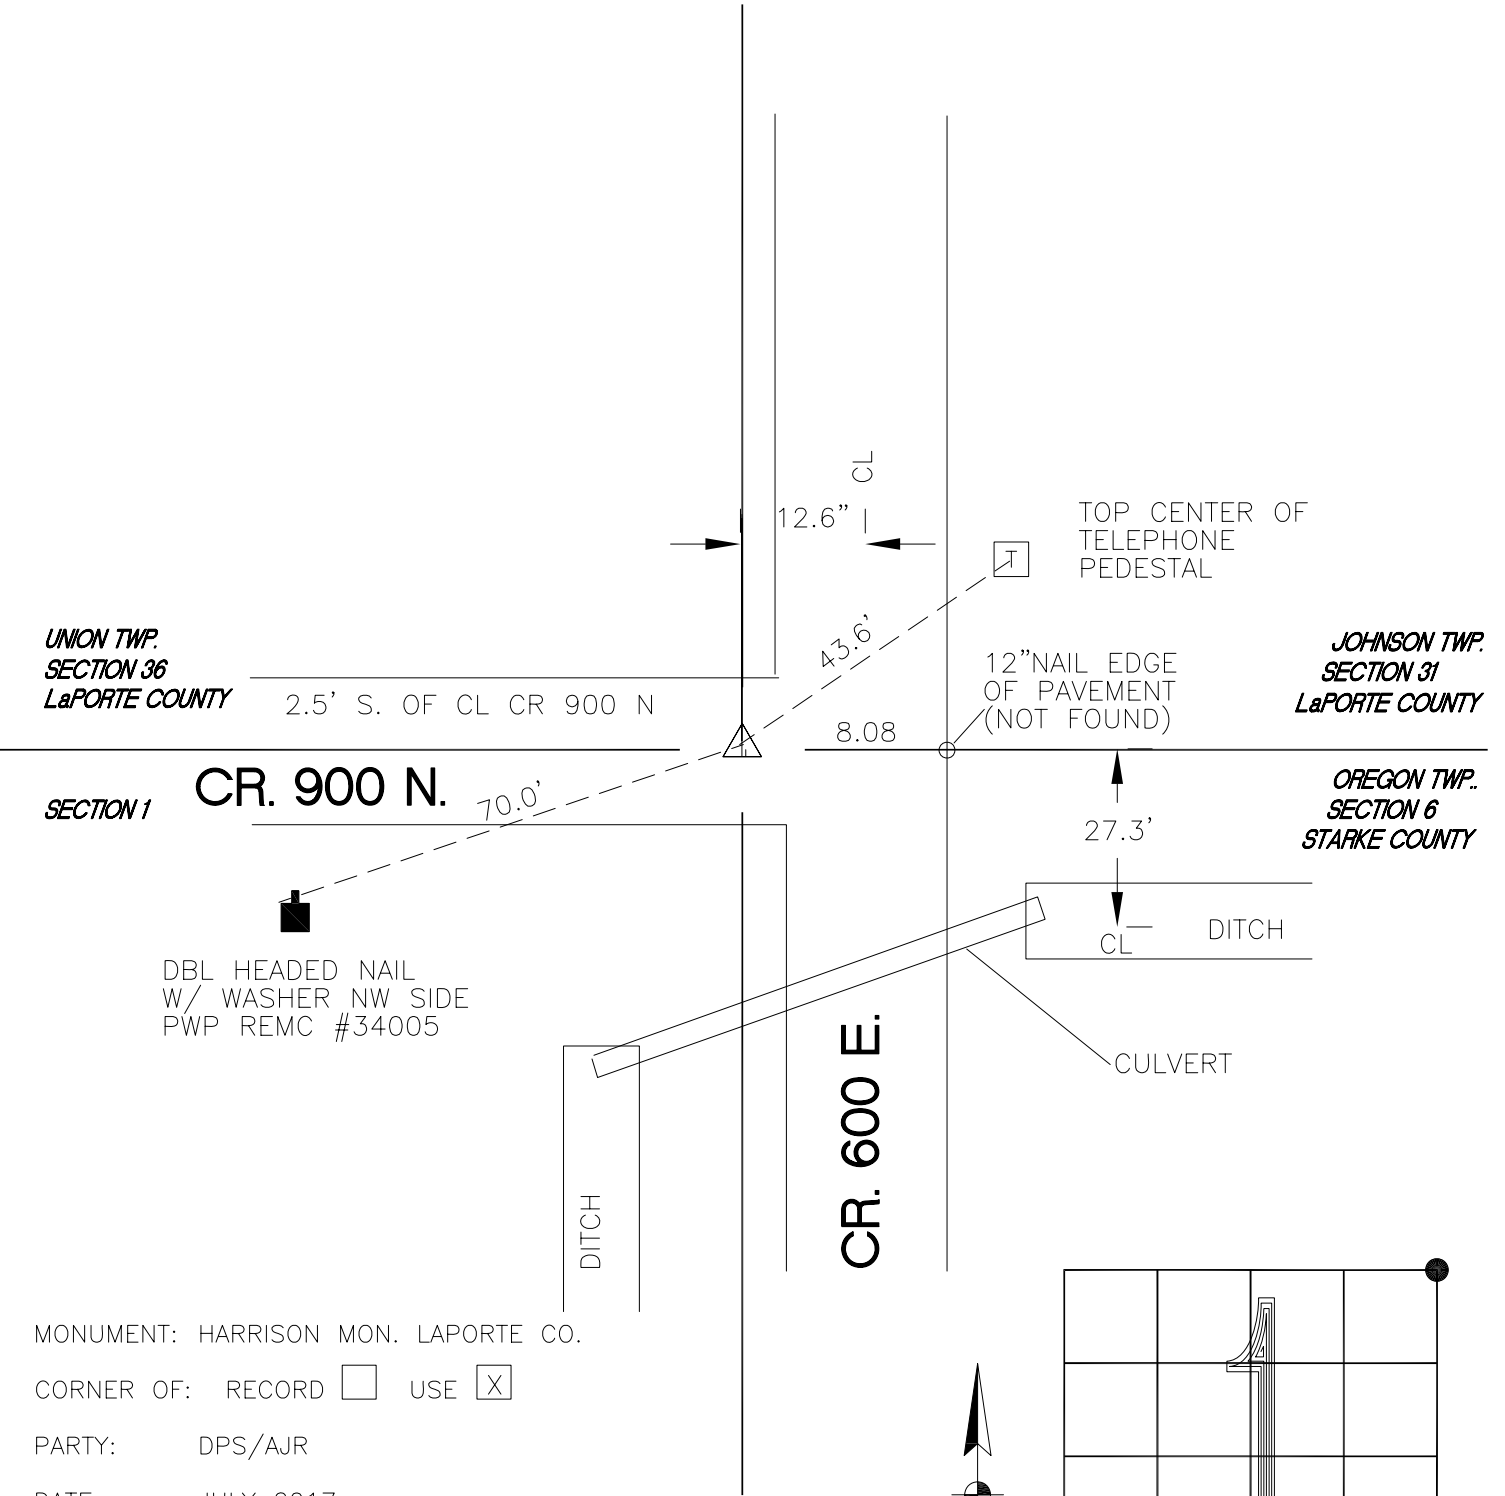 CL
12.6”
TOP CENTER OF
TELEPHONE
PEDESTAL
T
43.6'
UNION TWP.
SECTION 36
LaPORTE COUNTY
JOHNSON TWP.
SECTION 31
LaPORTE COUNTY
12”NAIL EDGE
OF PAVEMENT
(NOT FOUND)
2.5' S. OF CL CR 900 N
8.08
CR. 900 N.
SECTION 1
70.0'
OREGON TWP..
SECTION 6
STARKE COUNTY
27.3'
CL
DITCH
DBL HEADED NAIL
W/ WASHER NW SIDE
PWP REMC #34005
CULVERT
CR. 600 E.
DITCH
MONUMENT: HARRISON MON. LAPORTE CO.
CORNER OF: RECORD USE X
PARTY: DPS/AJR
1